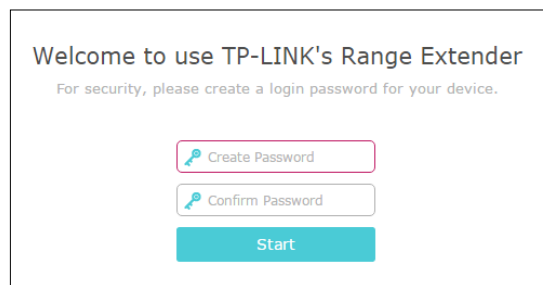 Welcome to use TP-LINK's Range Extender
For security, please create a login password for your device.
Create Password
Confirm Password
Start